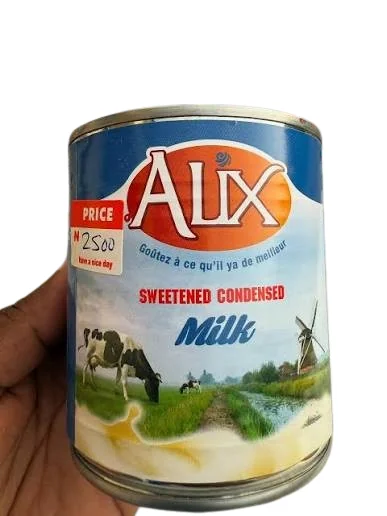 ALIX
PRICE
₦ 2500
have a nice day
Goûtez à ce qu'il ya de meilleur
SWEETENED CONDENSED
Milk